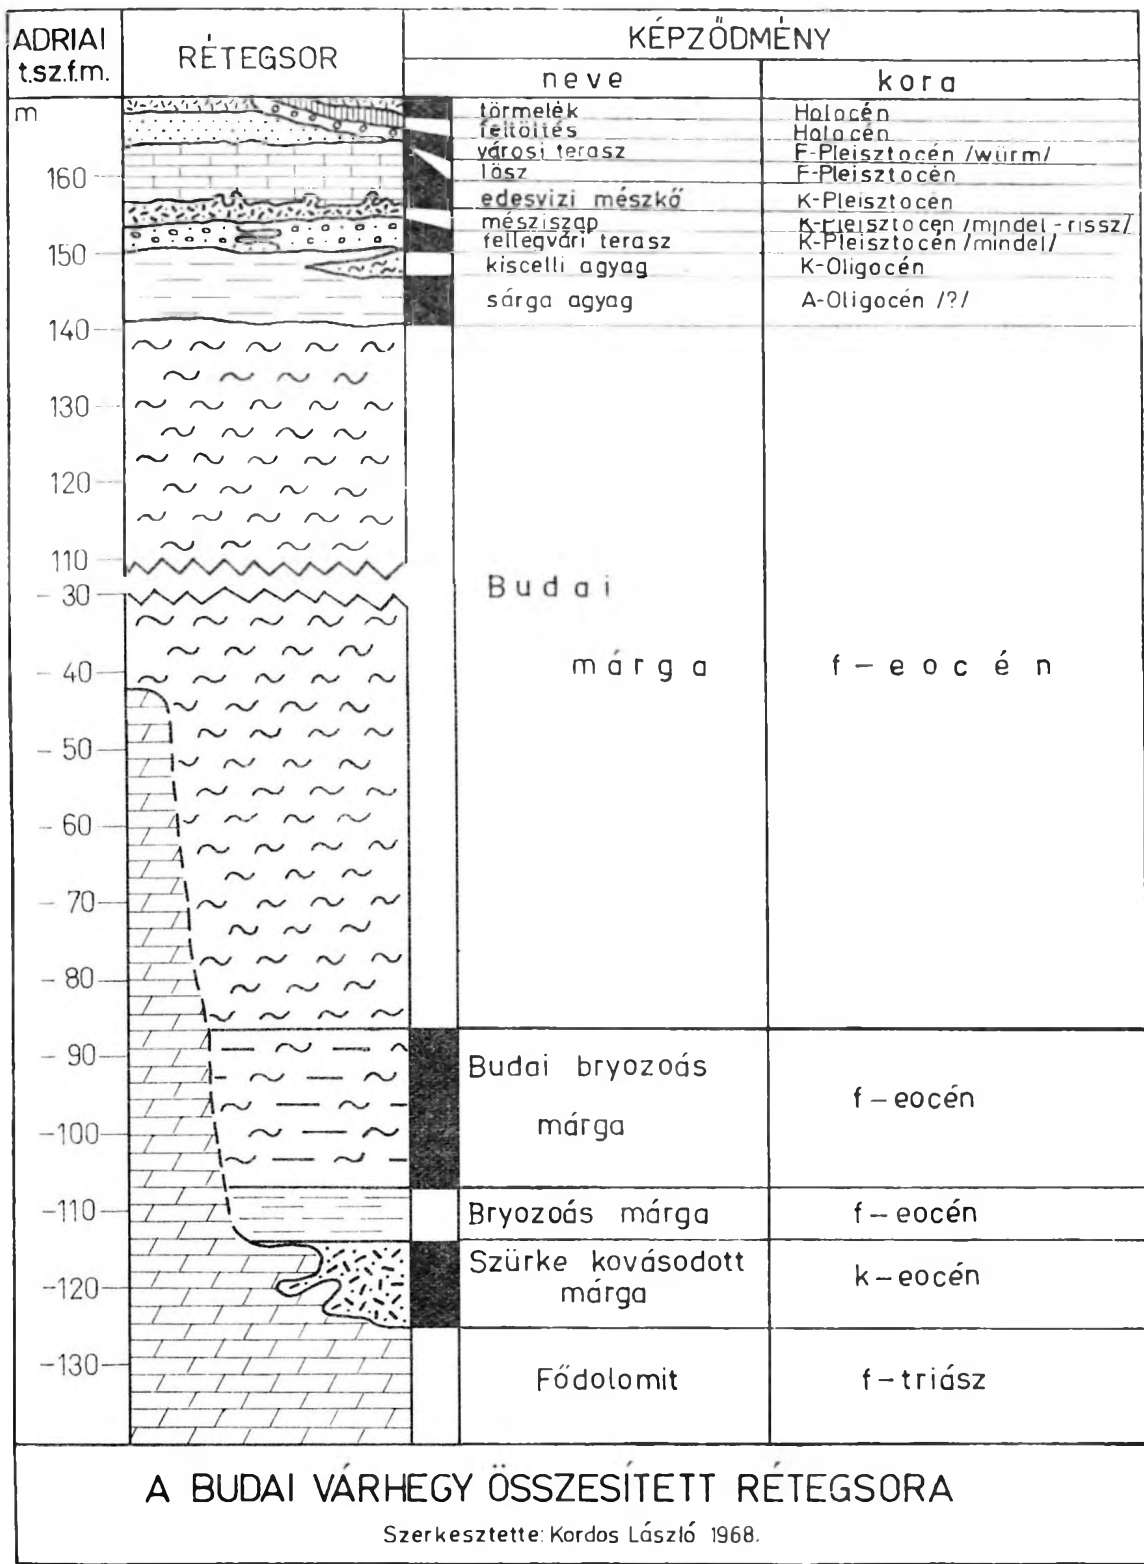 ADRIAI
t.sz.f.m.
RÉTEGSOR
KÉPZŐDMÉNY
neve
kora
m
törmelék
Holocén
feltöltés
Holocén
városi terasz
F-Pleisztocén /würm/
lösz
F-Pleisztocén
160
edesvizi mészkő
K-Pleisztocén
mésziszap
K-Pleisztocén /mindel-rissz/
fellegvári terasz
K-Pleisztocén /mindel/
150
kiscelli agyag
K-Oligocén
sárga agyag
A-Oligocén /?/
140
130
120
110
- 30
Budai
márga
f-eocén
- 40
- 50
- 60
- 70
- 80
- 90
Budai bryozoás
márga
f-eocén
-100
-110
Bryozoás márga
f-eocén
Szürke kovásodott
márga
k-eocén
-120
-130
Fődolomit
f-triász
A BUDAI VÁRHEGY ÖSSZESÍTETT RÉTEGSORA
Szerkesztette: Kordos László 1968.